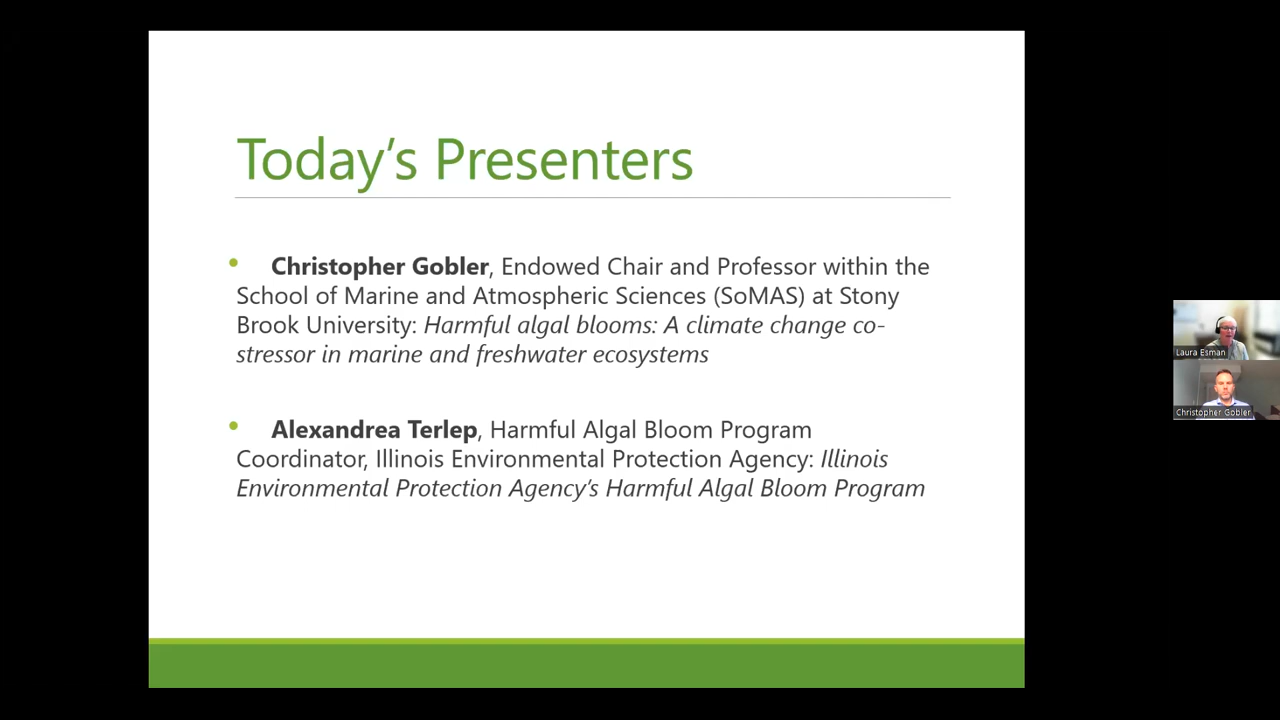 Today's Presenters
• Christopher Gobler, Endowed Chair and Professor within the
School of Marine and Atmospheric Sciences (SoMAS) at Stony
Brook University: Harmful algal blooms: A climate change co-
stressor in marine and freshwater ecosystems
• Alexandrea Terlep, Harmful Algal Bloom Program
Coordinator, Illinois Environmental Protection Agency: Illinois
Environmental Protection Agency's Harmful Algal Bloom Program
Laura Esman
Christopher Gobler